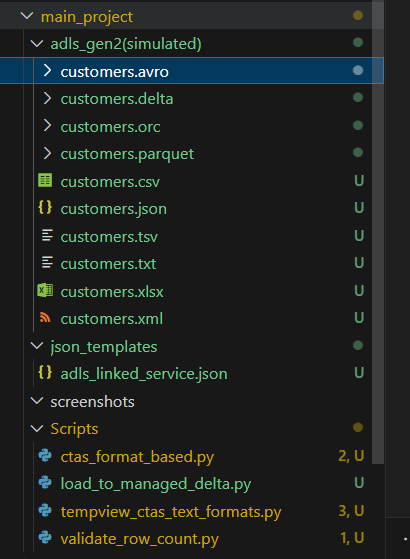 main_project
adls_gen2(simulated)
customers.avro
customers.delta
customers.orc
customers.parquet
customers.csv U
{} customers.json U
customers.tsv U
customers.txt U
customers.xlsx U
customers.xml U
json_templates
{} adls_linked_service.json U
screenshots
Scripts
ctas_format_based.py 2, U
load_to_managed_delta.py U
tempview_ctas_text_formats.py 3, U
validate_row_count.py 1, U